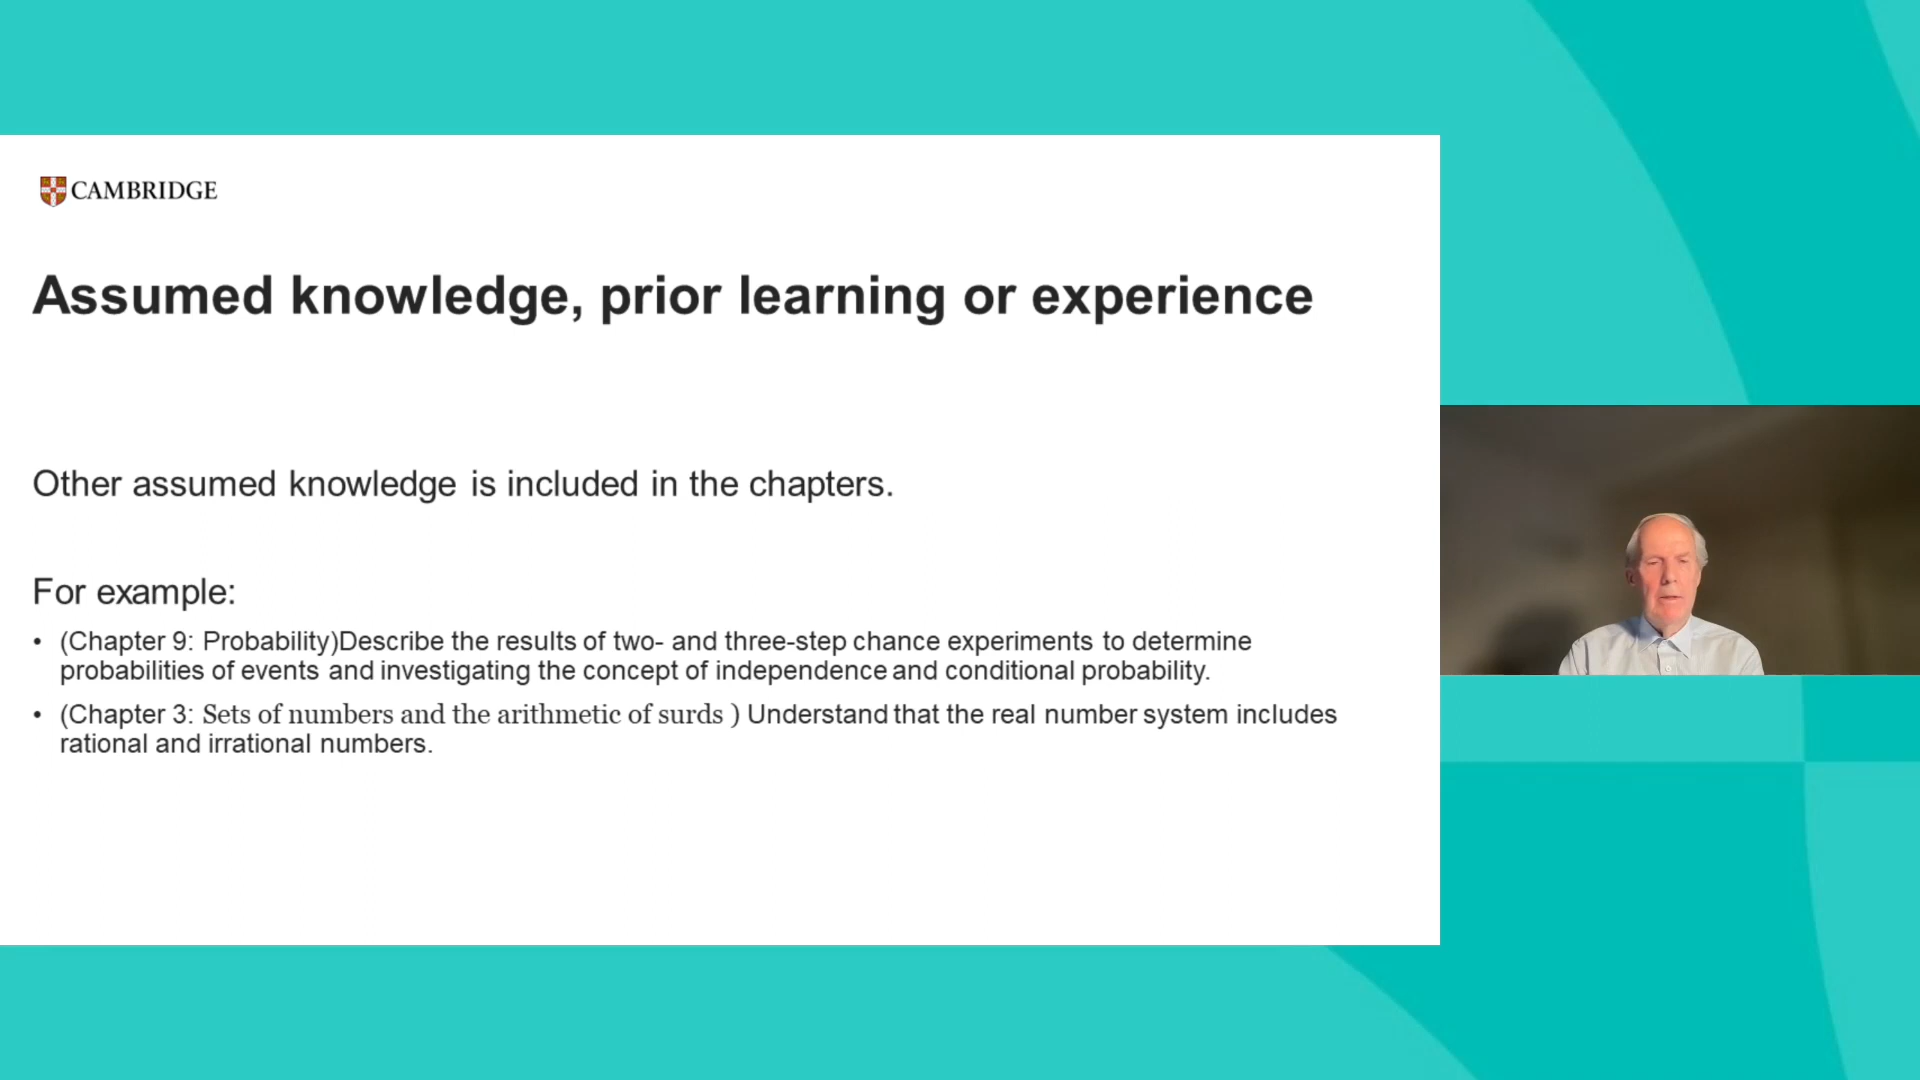 CAMBRIDGE
Assumed knowledge, prior learning or experience
Other assumed knowledge is included in the chapters.
For example:
• (Chapter 9: Probability)Describe the results of two- and three-step chance experiments to determine
probabilities of events and investigating the concept of independence and conditional probability.
• (Chapter 3: Sets of numbers and the arithmetic of surds ) Understand that the real number system includes
rational and irrational numbers.